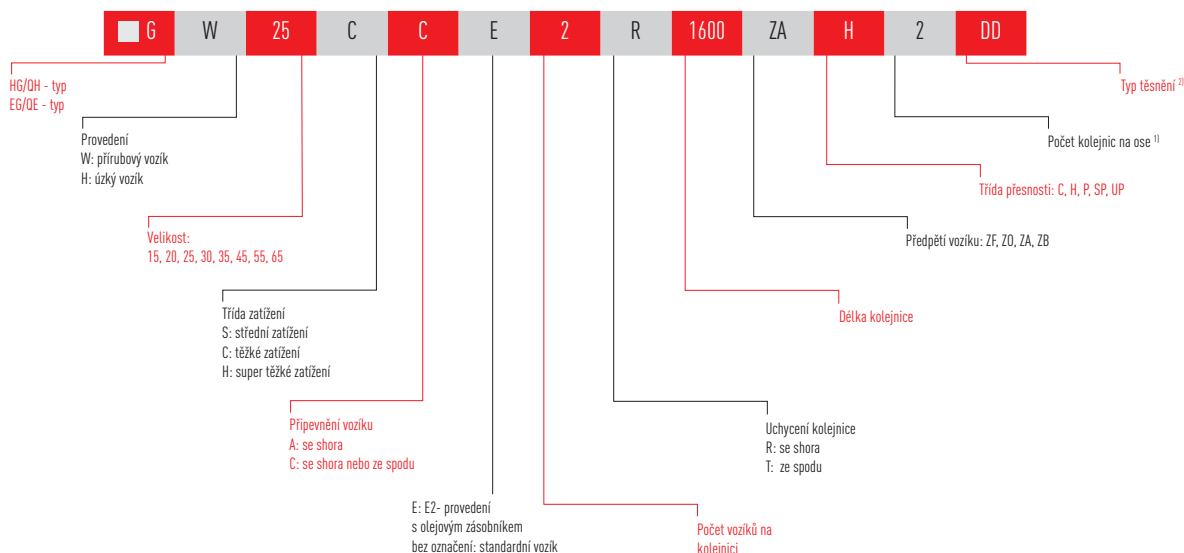 G W 25 C C E 2 R 1600 ZA H 2 DD
HG/QH - typ
EG/QE - typ
Typ těsnění ²⁾
Provedení
W: přírubový vozík
H: úzký vozík
Počet kolejnic na ose ¹⁾
Třída přesnosti: C, H, P, SP, UP
Velikost:
15, 20, 25, 30, 35, 45, 55, 65
Předpětí vozíku: ZF, Z0, ZA, ZB
Třída zatížení
S: střední zatížení
C: těžké zatížení
H: super těžké zatížení
Délka kolejnice
Připevnění vozíku
A: se shora
C: se shora nebo ze spodu
Uchycení kolejnice
R: se shora
T: ze spodu
E: E2- provedení
s olejovým zásobníkem
bez označení: standardní vozík
Počet vozíků na
kolejnici